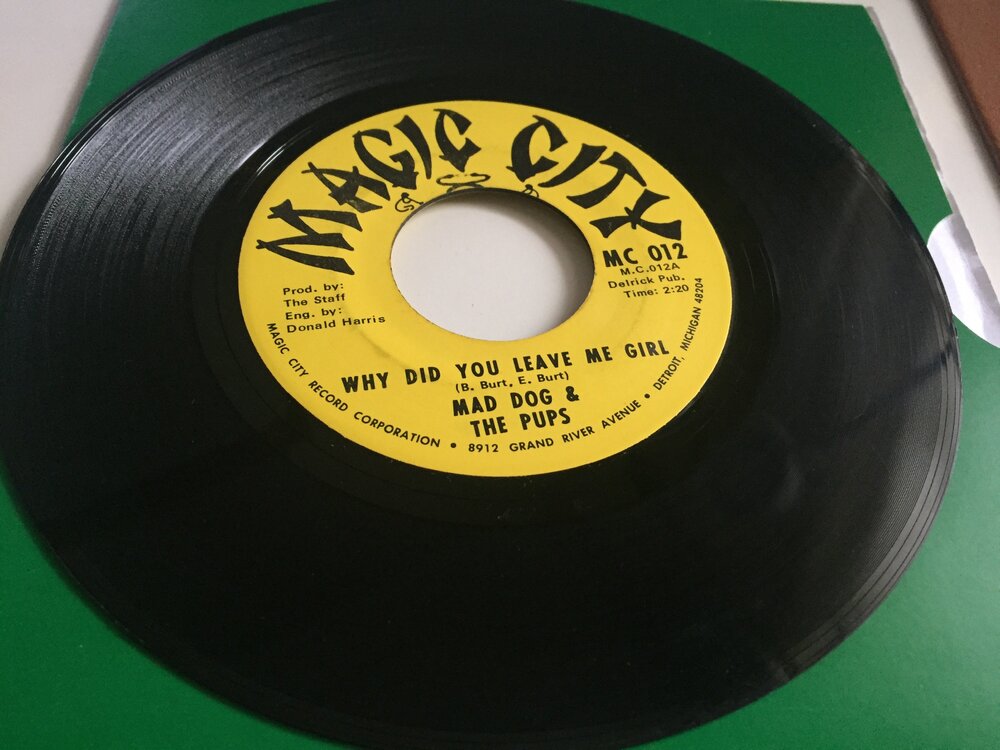 MAGIC CITY
MC 012
M.C.012A
Delrick Pub.
Time: 2:20
Prod. by:
The Staff
Eng. by:
Donald Harris
WHY DID YOU LEAVE ME GIRL
(B. Burt, E. Burt)
MAD DOG &
THE PUPS
MAGIC CITY RECORD CORPORATION • 8912 GRAND RIVER AVENUE • DETROIT, MICHIGAN 48204